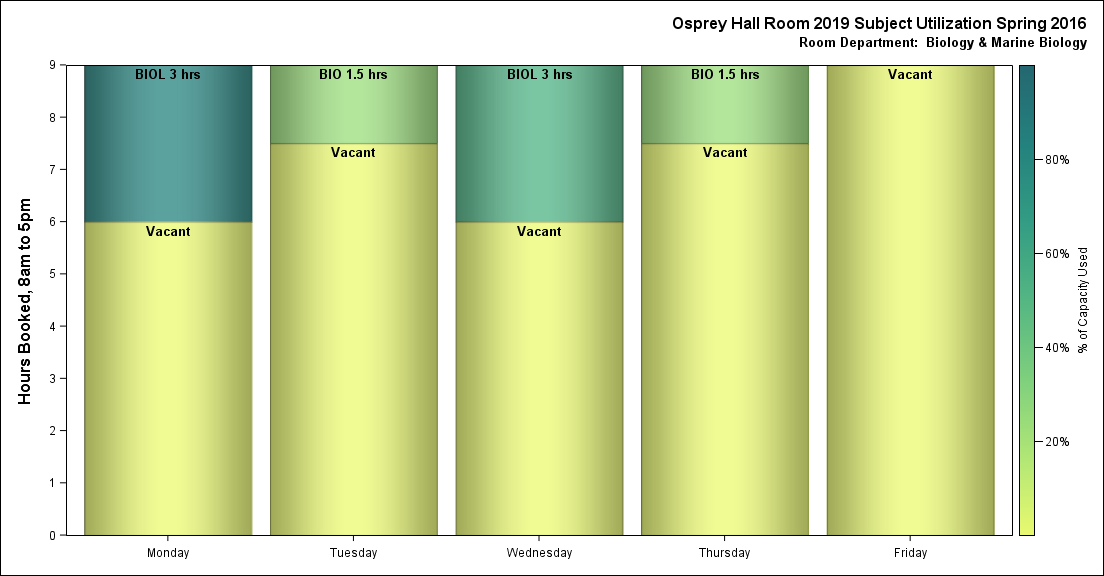 Osprey Hall Room 2019 Subject Utilization Spring 2016
Room Department:  Biology & Marine Biology
Hours Booked, 8am to 5pm
9
8
7
6
5
4
3
2
1
0
BIOL 3 hrs
Vacant
BIO 1.5 hrs
Vacant
BIOL 3 hrs
Vacant
BIO 1.5 hrs
Vacant
Vacant
Monday
Tuesday
Wednesday
Thursday
Friday
80%
60%
40%
20%
% of Capacity Used